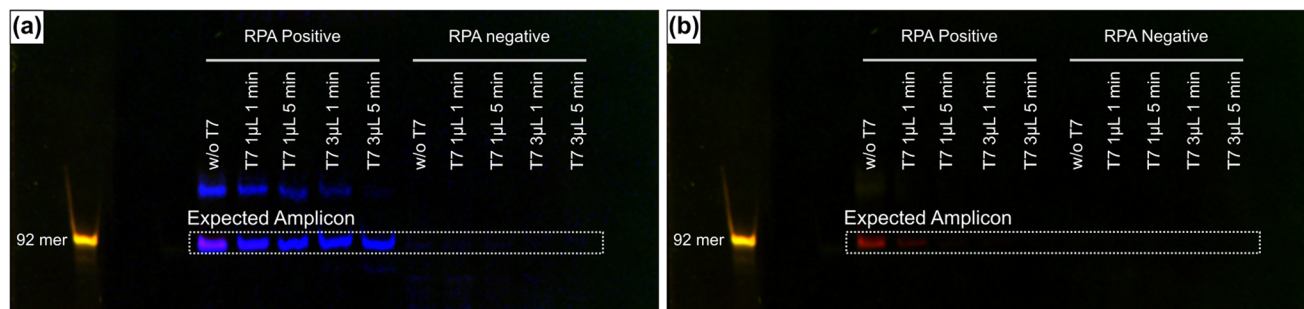 (a)
RPA Positive
RPA negative
w/o T7
T7 1µL 1 min
T7 1µL 5 min
T7 3µL 1 min
T7 3µL 5 min
w/o T7
T7 1µL 1 min
T7 1µL 5 min
T7 3µL 1 min
T7 3µL 5 min
Expected Amplicon
92 mer
(b)
RPA Positive
RPA Negative
w/o T7
T7 1µL 1 min
T7 1µL 5 min
T7 3µL 1 min
T7 3µL 5 min
w/o T7
T7 1µL 1 min
T7 1µL 5 min
T7 3µL 1 min
T7 3µL 5 min
Expected Amplicon
92 mer